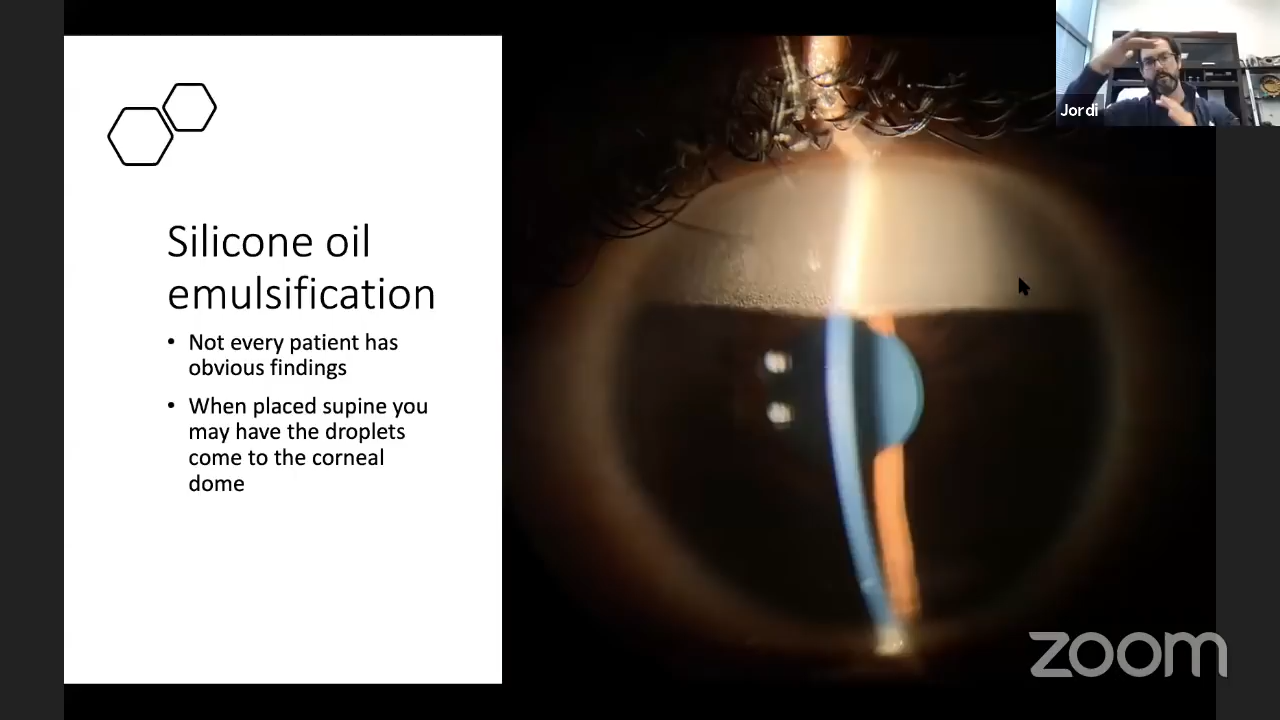 Jordi
Silicone oil
emulsification
• Not every patient has
obvious findings
• When placed supine you
may have the droplets
come to the corneal
dome
zoom